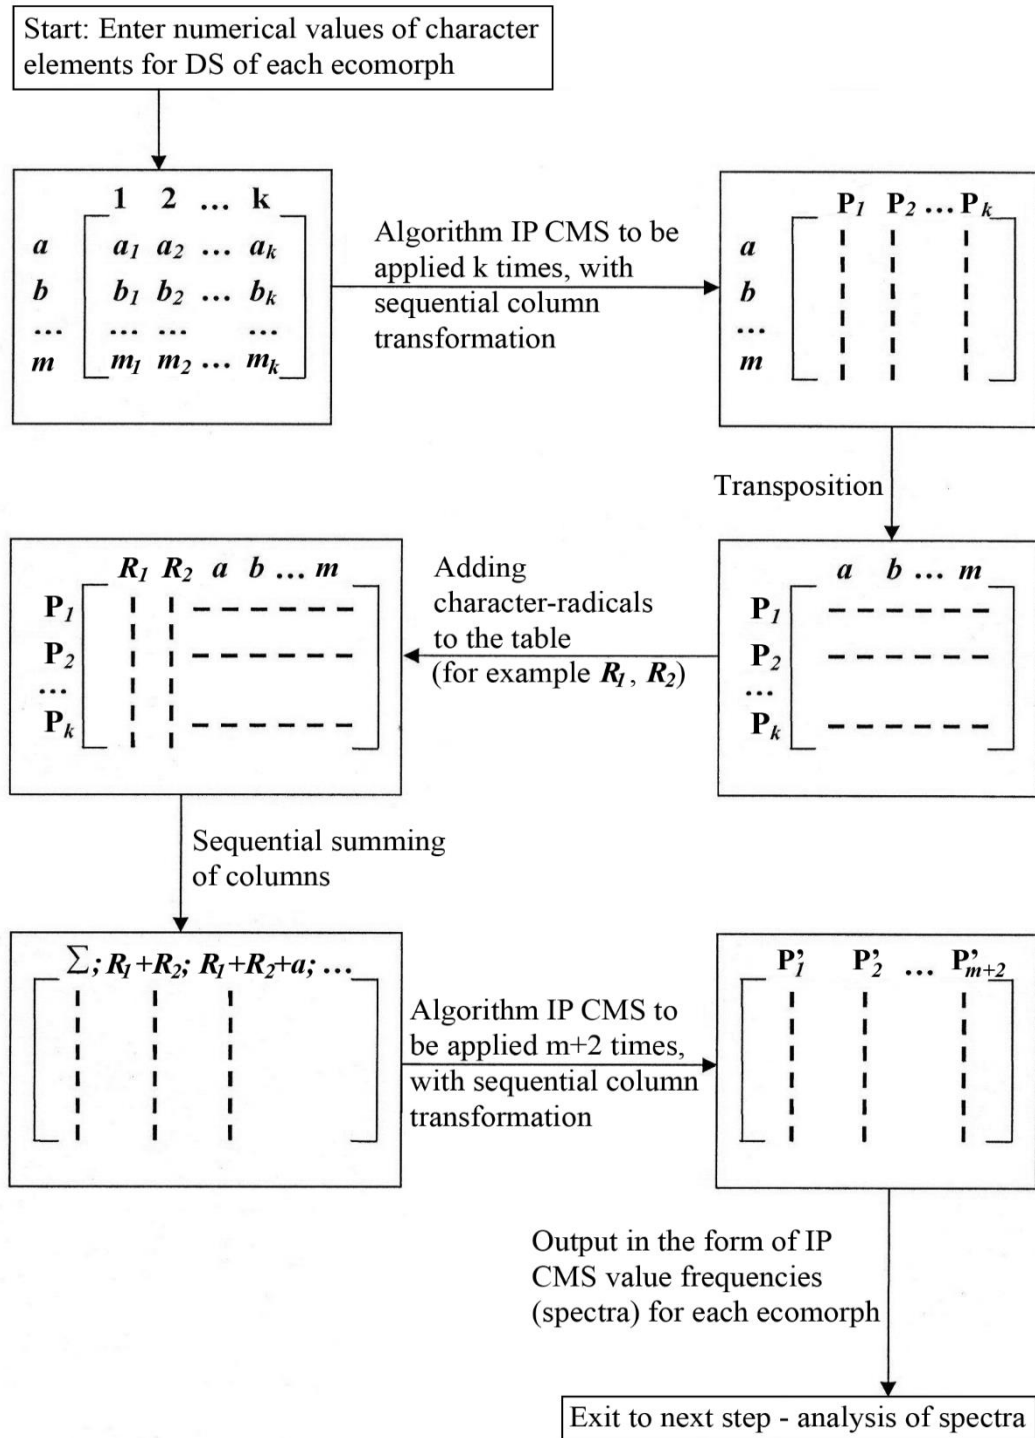 Start: Enter numerical values of character
elements for DS of each ecomorph
1 2 ... k
a a1 a2 ... ak
b b1 b2 ... bk
... ... ... ...
m m1 m2 ... mk
Algorithm IP CMS to be
applied k times, with
sequential column
transformation
P1 P2 ... Pk
a
b
...
m
Transposition
a b ... m
P1
P2
...
Pk
Adding
character-radicals
to the table
(for example R1, R2)
R1 R2 a b ... m
P1
P2
...
Pk
Sequential summing
of columns
∑; R1+R2; R1+R2+a; ...
Algorithm IP CMS to
be applied m+2 times,
with sequential column
transformation
P'1 P'2 ... P'm+2
Output in the form of IP
CMS value frequencies
(spectra) for each ecomorph
Exit to next step - analysis of spectra